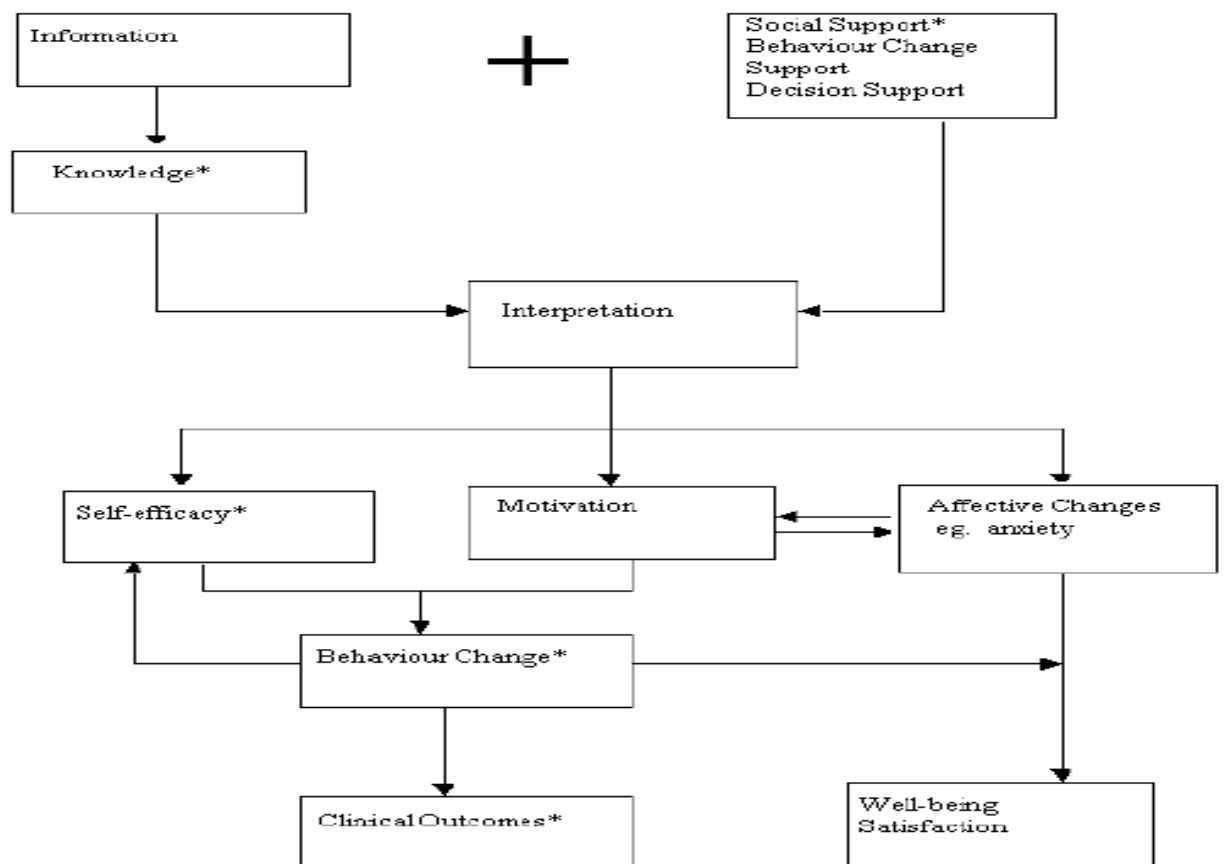 Information
+
Social Support*
Behaviour Change
Support
Decision Support
Knowledge*
Interpretation
Self-efficacy*
Motivation
Affective Changes
eg. anxiety
Behaviour Change*
Clinical Outcomes*
Well-being
Satisfaction